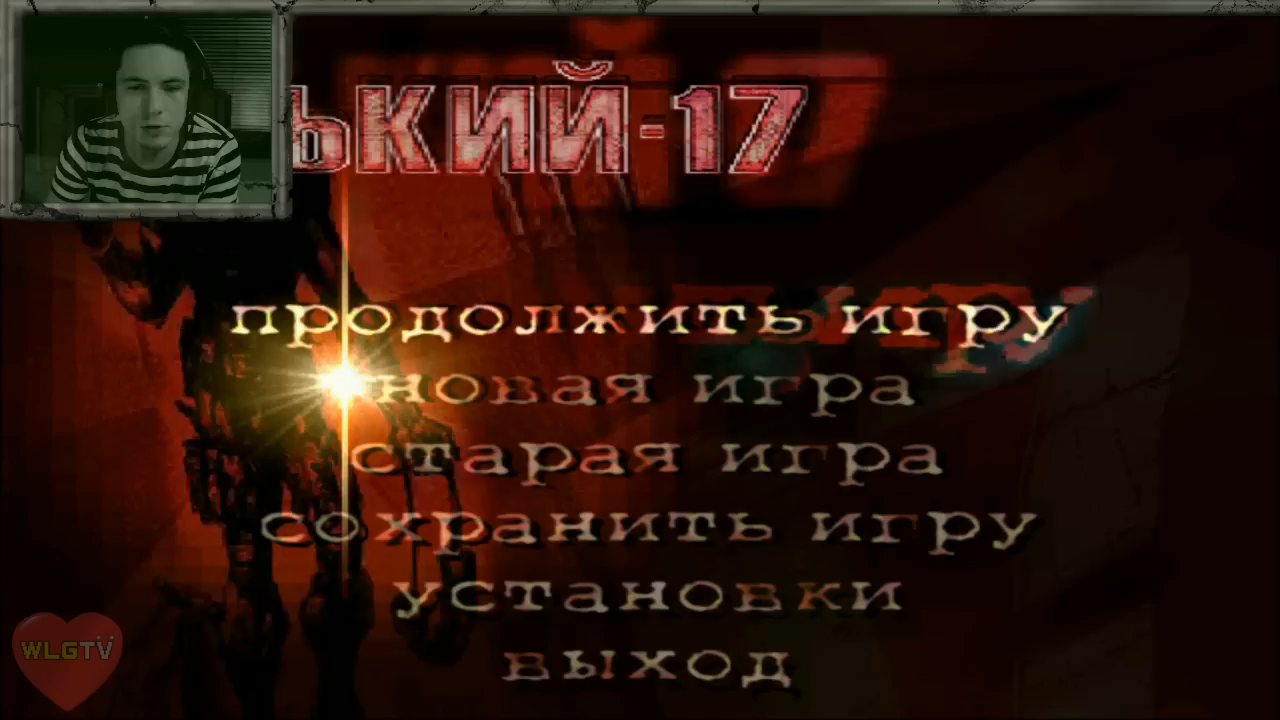 ЬКИЙ-17
продолжить игру
новая игра
старая игра
сохранить игру
установки
выход
WLGTV